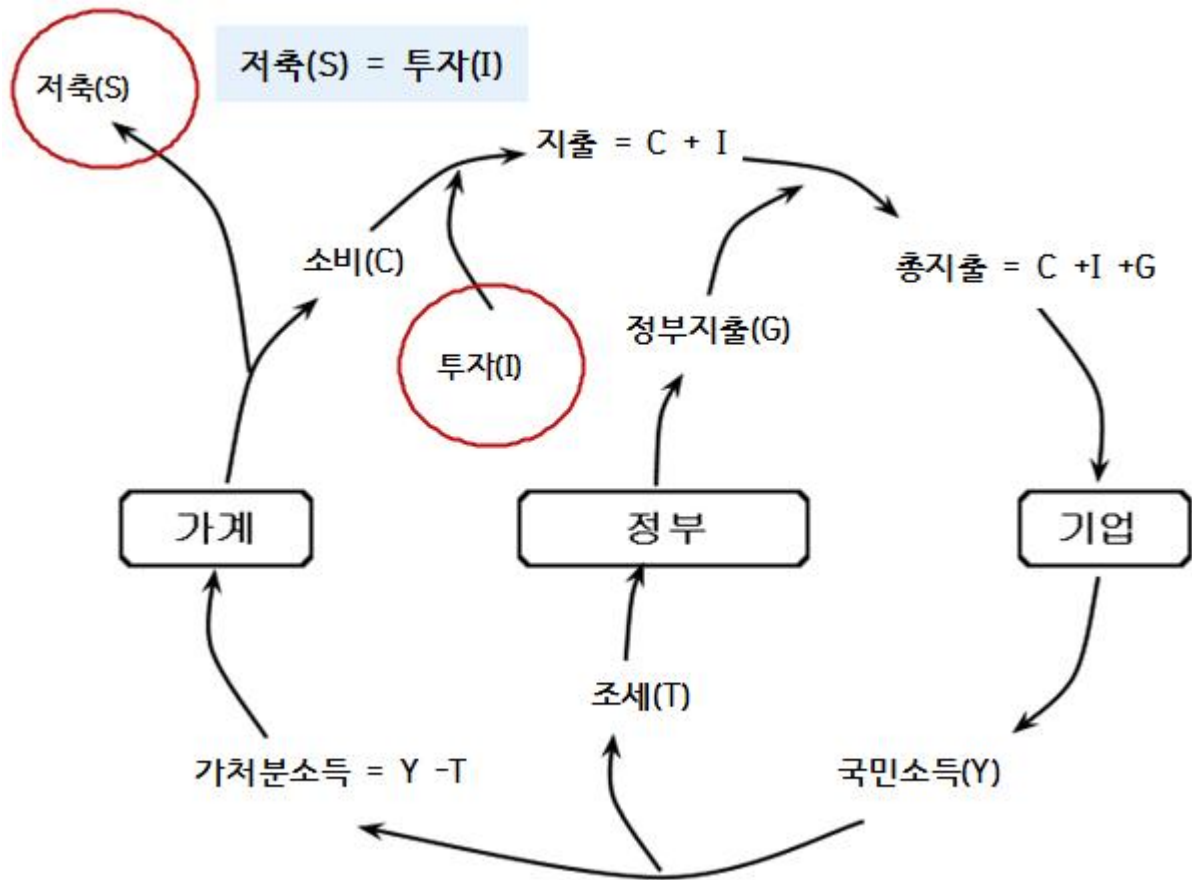 저축(S)
저축(S) = 투자(I)
지출 = C + I
소비(C)
총지출 = C +I +G
정부지출(G)
투자(I)
가계
정부
기업
조세(T)
가처분소득 = Y -T
국민소득(Y)